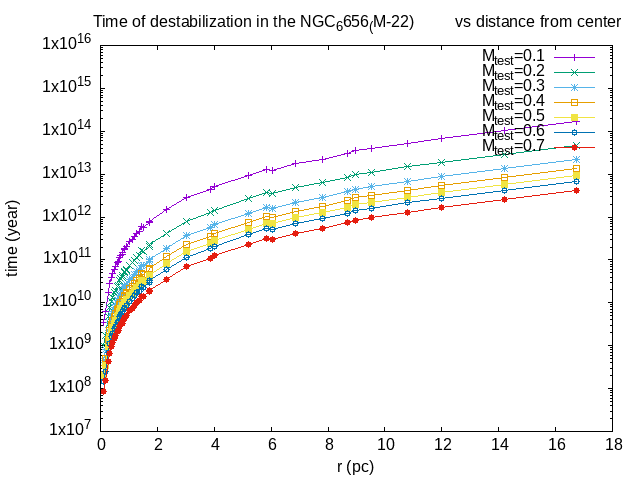 Time of destabilization in the NGC6656(M-22) vs distance from center
1x10^16
1x10^15
1x10^14
1x10^13
1x10^12
1x10^11
1x10^10
1x10^9
1x10^8
1x10^7
time (year)
Mtest=0.1
Mtest=0.2
Mtest=0.3
Mtest=0.4
Mtest=0.5
Mtest=0.6
Mtest=0.7
0 2 4 6 8 10 12 14 16 18
r (pc)